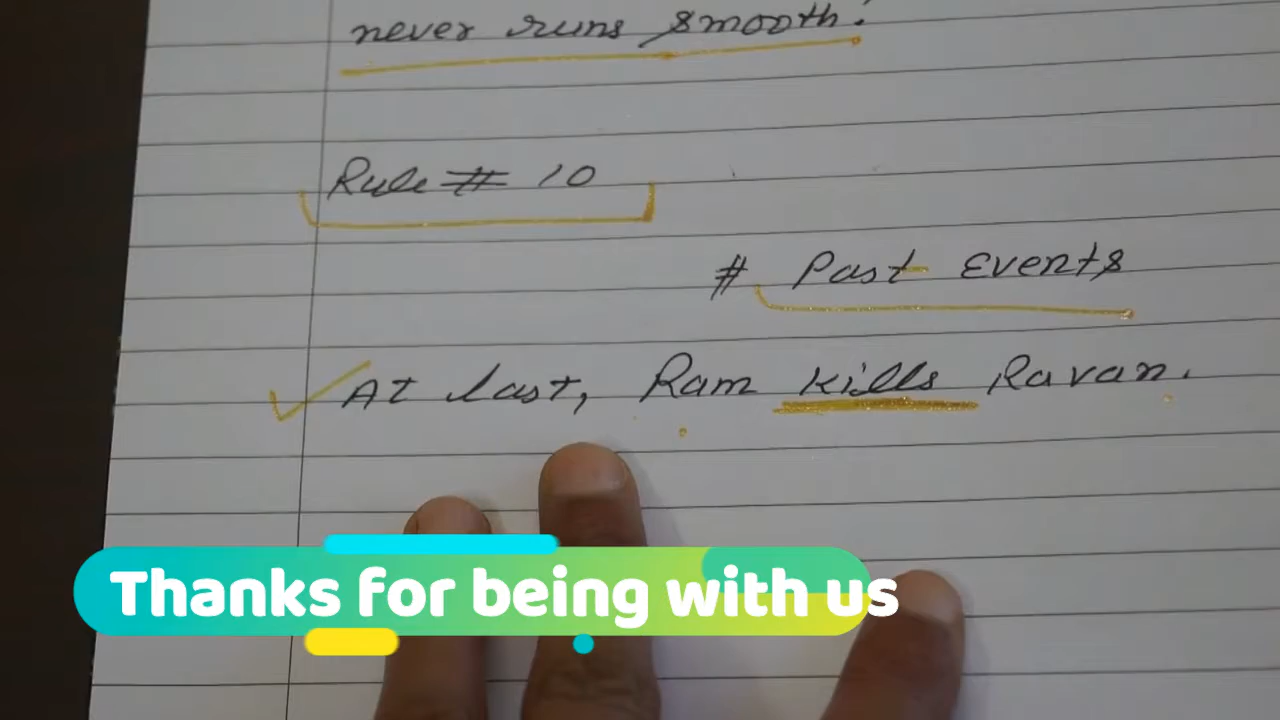 never runs smooth.
Rule # 10
# Past Events
At last, Ram kills Ravan.
Thanks for being with us